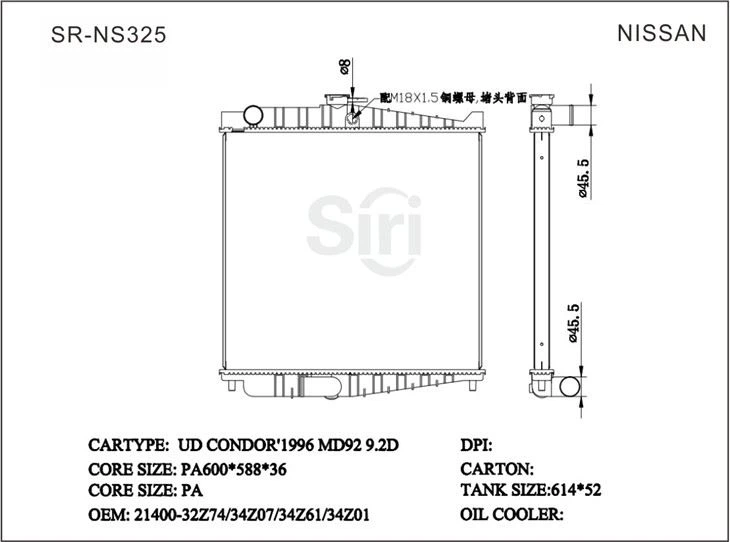 SR-NS325
NISSAN
ø8
配M18X1.5铜螺母,堵头背面
Siri
ø45.5
ø45.5
CARTYPE: UD CONDOR'1996 MD92 9.2D
DPI:
CORE SIZE: PA600*588*36
CARTON:
CORE SIZE: PA
TANK SIZE:614*52
OEM: 21400-32Z74/34Z07/34Z61/34Z01
OIL COOLER: